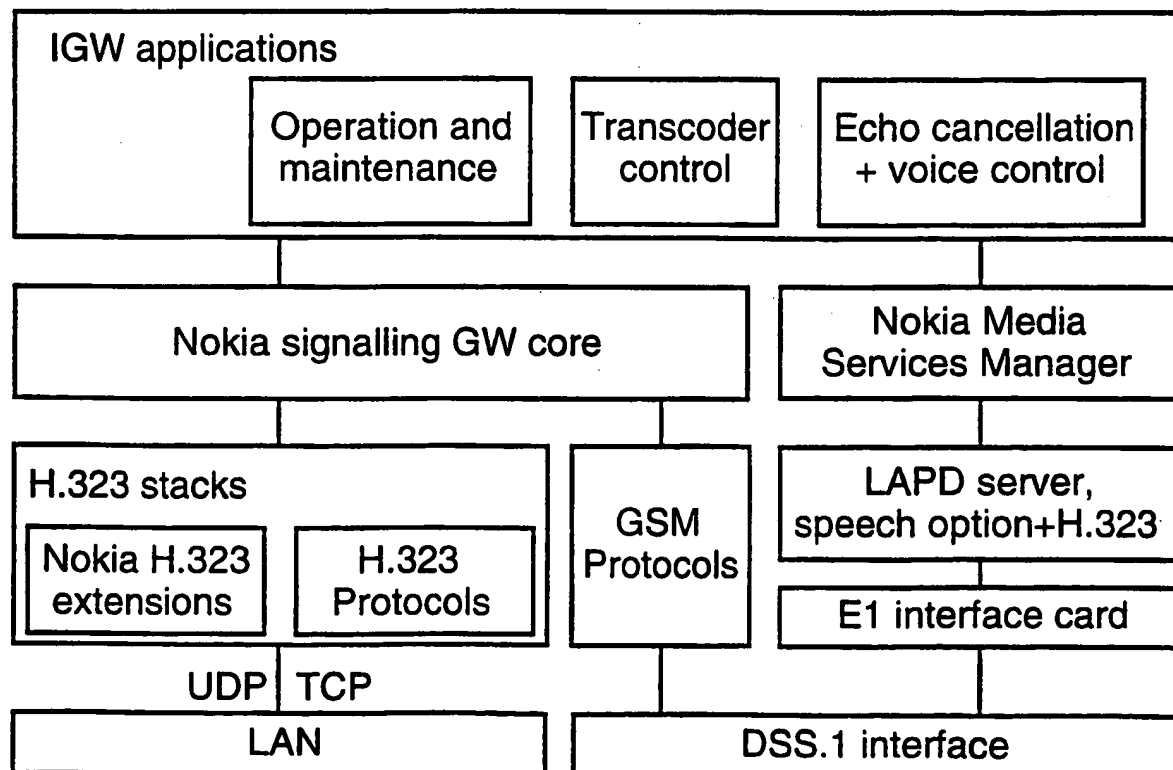 IGW applications
Operation and
maintenance
Transcoder
control
Echo cancellation
+ voice control
Nokia signalling GW core
Nokia Media
Services Manager
H.323 stacks
Nokia H.323
extensions
H.323
Protocols
GSM
Protocols
LAPD server,
speech option+H.323
E1 interface card
UDP TCP
LAN
DSS.1 interface